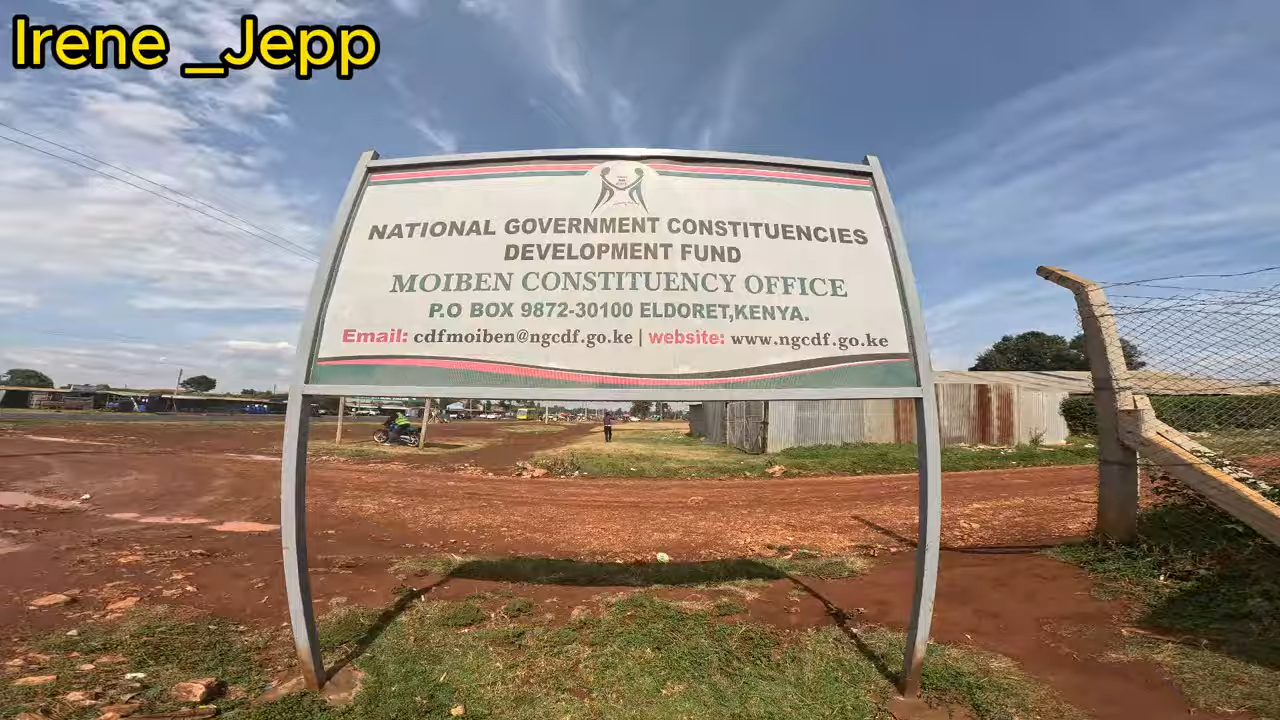 Irene _Jepp
NATIONAL GOVERNMENT CONSTITUENCIES
DEVELOPMENT FUND
MOIBEN CONSTITUENCY OFFICE
P.O BOX 9872-30100 ELDORET,KENYA.
Email: cdfmoiben@ngcdf.go.ke | website: www.ngcdf.go.ke